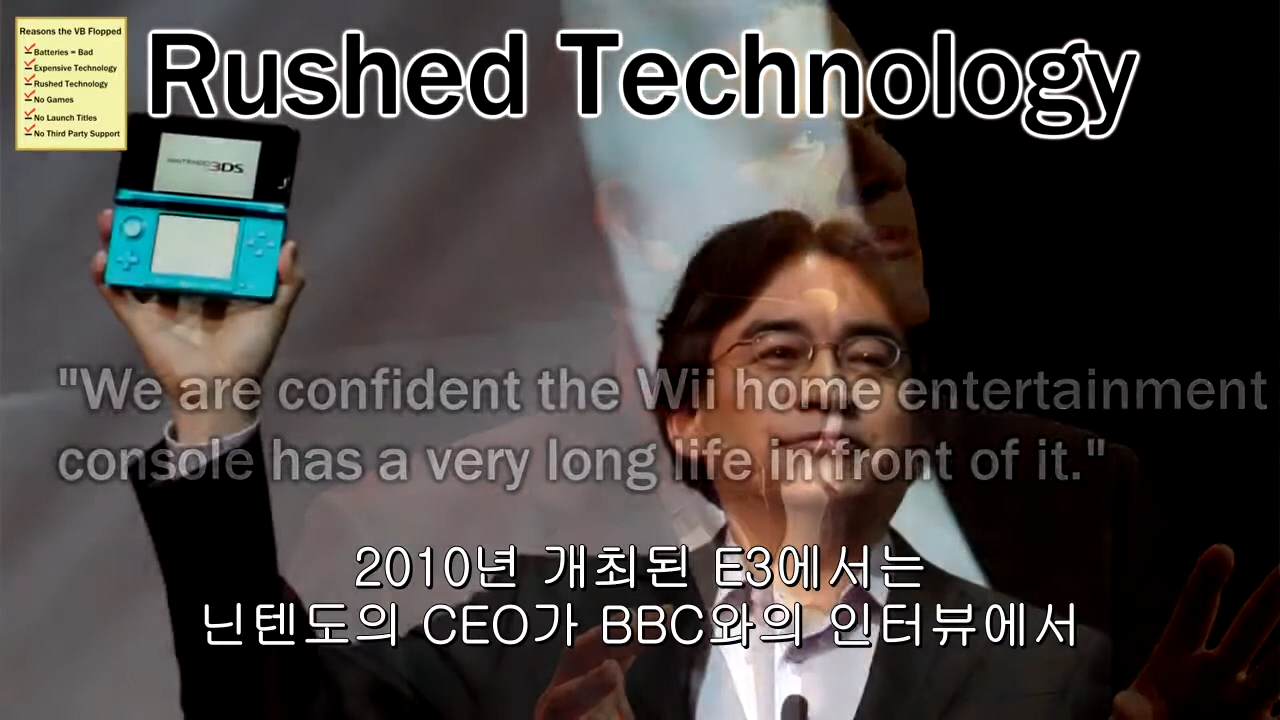 Reasons the VB Flopped
Batteries = Bad
Expensive Technology
Rushed Technology
No Games
No Launch Titles
No Third Party Support
Rushed Technology
NINTENDO3DS
"We are confident the Wii home entertainment
console has a very long life in front of it."
2010년 개최된 E3에서는
닌텐도의 CEO가 BBC와의 인터뷰에서